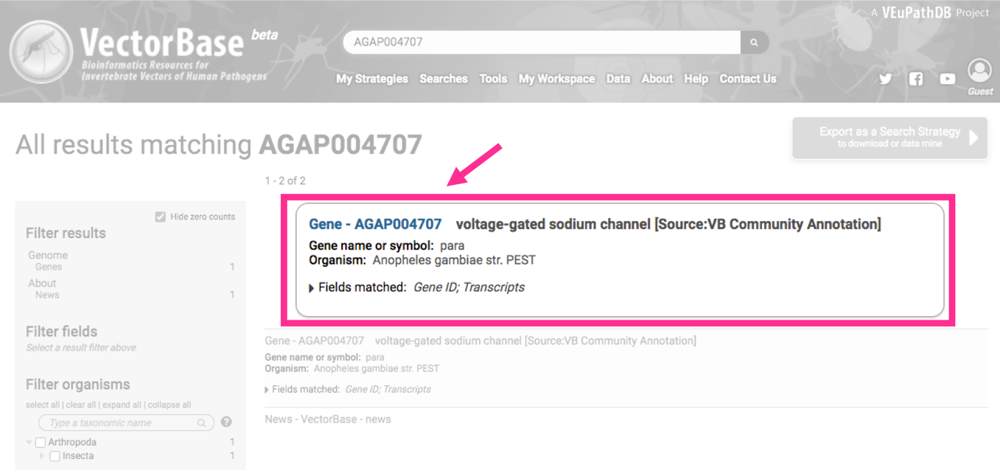 A VEuPathDB Project
VectorBase beta
Bioinformatics Resources for
Invertebrate Vectors of Human Pathogens
AGAP004707
My Strategies Searches Tools My Workspace Data About Help Contact Us
Guest
All results matching AGAP004707
Export as a Search Strategy
to download or data mine
1 - 2 of 2
Hide zero counts
Filter results
Genome
Genes 1
About
News 1
Filter fields
Select a result filter above
Filter organisms
select all | clear all | expand all | collapse all
Type a taxonomic name
?
Arthropoda 1
Insecta 1
Gene - AGAP004707 voltage-gated sodium channel [Source:VB Community Annotation]
Gene name or symbol: para
Organism: Anopheles gambiae str. PEST
Fields matched: Gene ID; Transcripts
Gene - AGAP004707 voltage-gated sodium channel [Source:VB Community Annotation]
Gene name or symbol: para
Organism: Anopheles gambiae str. PEST
Fields matched: Gene ID; Transcripts
News - VectorBase - news